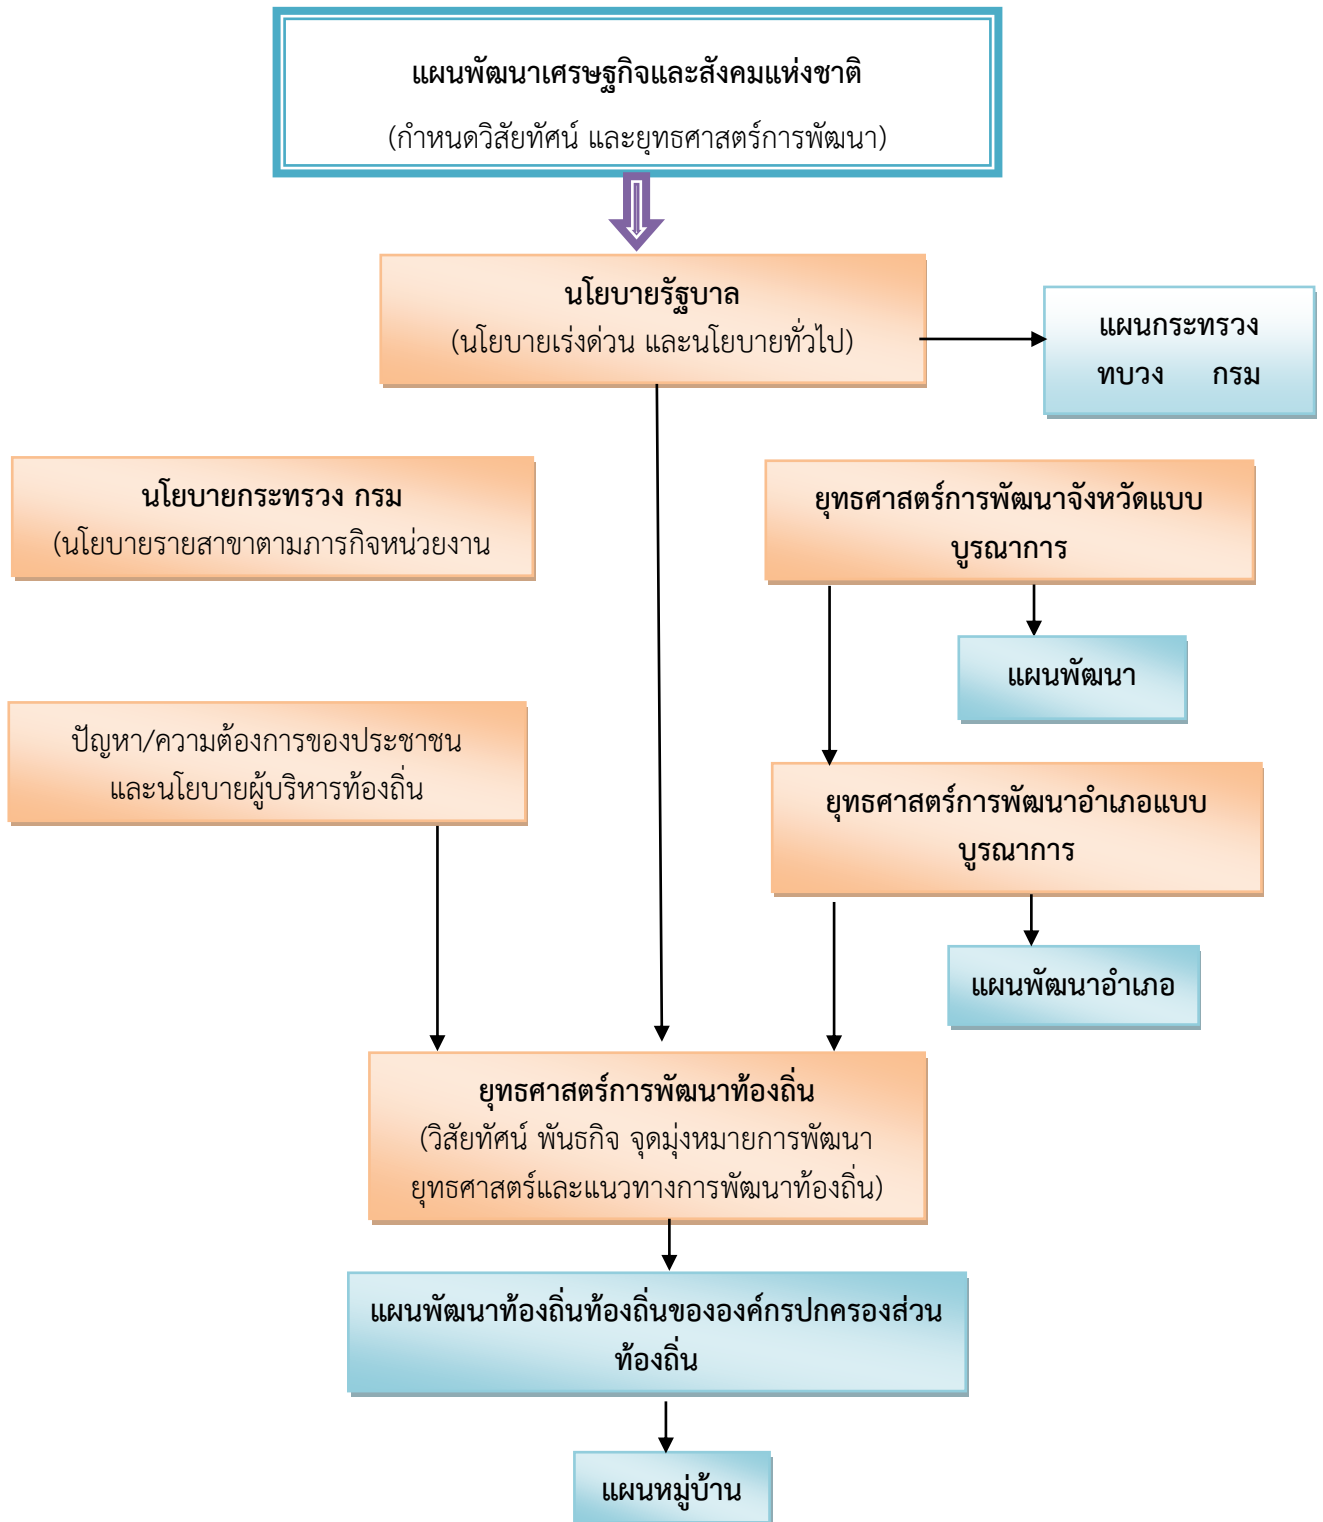 แผนพัฒนาเศรษฐกิจและสังคมแห่งชาติ
(กำหนดวิสัยทัศน์ และยุทธศาสตร์การพัฒนา)
นโยบายรัฐบาล
(นโยบายเร่งด่วน และนโยบายทั่วไป)
แผนกระทรวง
ทบวง กรม
นโยบายกระทรวง กรม
(นโยบายรายสาขาตามภารกิจหน่วยงาน
ยุทธศาสตร์การพัฒนาจังหวัดแบบ
บูรณาการ
แผนพัฒนา
ปัญหา/ความต้องการของประชาชน
และนโยบายผู้บริหารท้องถิ่น
ยุทธศาสตร์การพัฒนาอำเภอแบบ
บูรณาการ
แผนพัฒนาอำเภอ
ยุทธศาสตร์การพัฒนาท้องถิ่น
(วิสัยทัศน์ พันธกิจ จุดมุ่งหมายการพัฒนา
ยุทธศาสตร์และแนวทางการพัฒนาท้องถิ่น)
แผนพัฒนาท้องถิ่นท้องถิ่นขององค์กรปกครองส่วน
ท้องถิ่น
แผนหมู่บ้าน